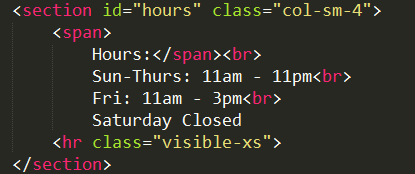 <section id="hours" class="col-sm-4">
<span>
Hours:</span><br>
Sun-Thurs: 11am - 11pm<br>
Fri: 11am - 3pm<br>
Saturday Closed
<hr class="visible-xs">
</section>